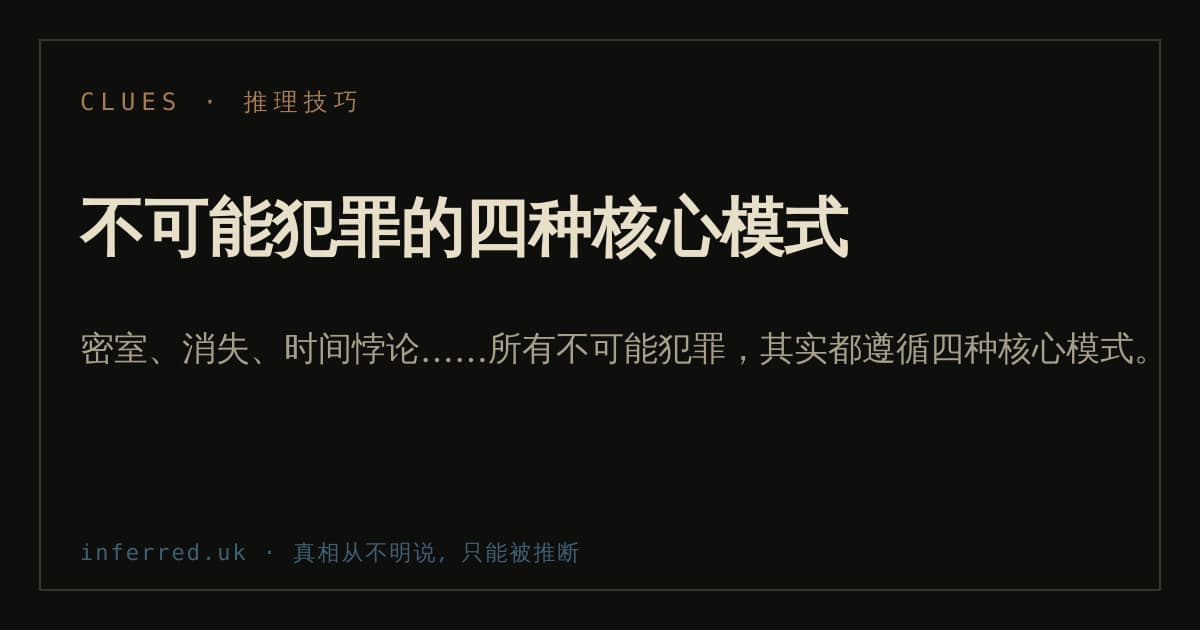 CLUES · 推理技巧
不可能犯罪的四种核心模式
密室、消失、时间悖论……所有不可能犯罪，其实都遵循四种核心模式。
inferred.uk · 真相从不明说，只能被推断